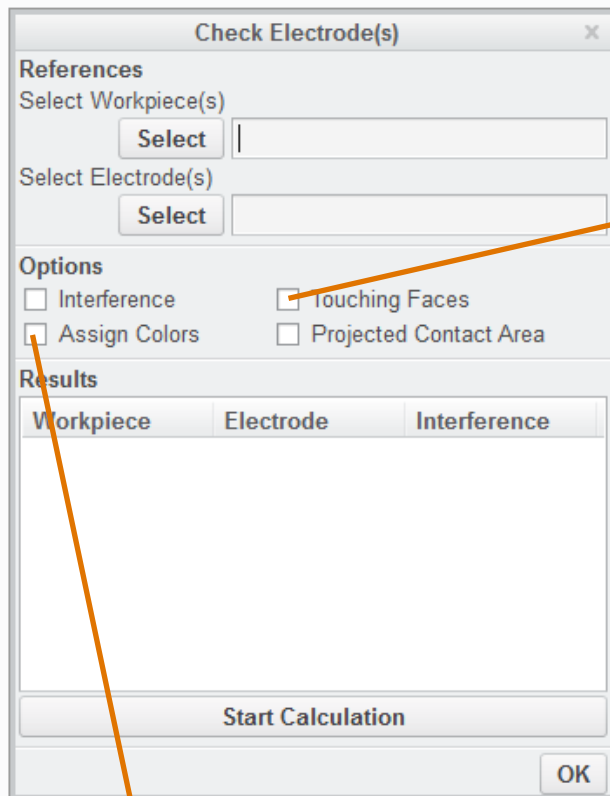 Check Electrode(s)
References
Select Workpiece(s)
Select
Select Electrode(s)
Select
Options
Interference Touching Faces
Assign Colors Projected Contact Area
Results
Workpiece Electrode Interference
Start Calculation
OK